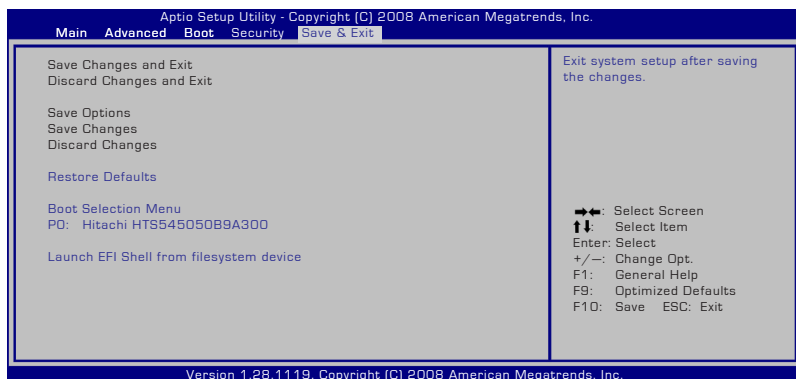 Aptio Setup Utility - Copyright (C) 2008 American Megatrends, Inc.
Main Advanced Boot Security Save & Exit
Save Changes and Exit
Discard Changes and Exit
Save Options
Save Changes
Discard Changes
Restore Defaults
Boot Selection Menu
P0: Hitachi HTS545050B9A300
Launch EFI Shell from filesystem device
Exit system setup after saving
the changes.
→←: Select Screen
↑↓: Select Item
Enter: Select
+/—: Change Opt.
F1: General Help
F9: Optimized Defaults
F10: Save ESC: Exit
Version 1.28.1119. Copyright (C) 2008 American Megatrends, Inc.